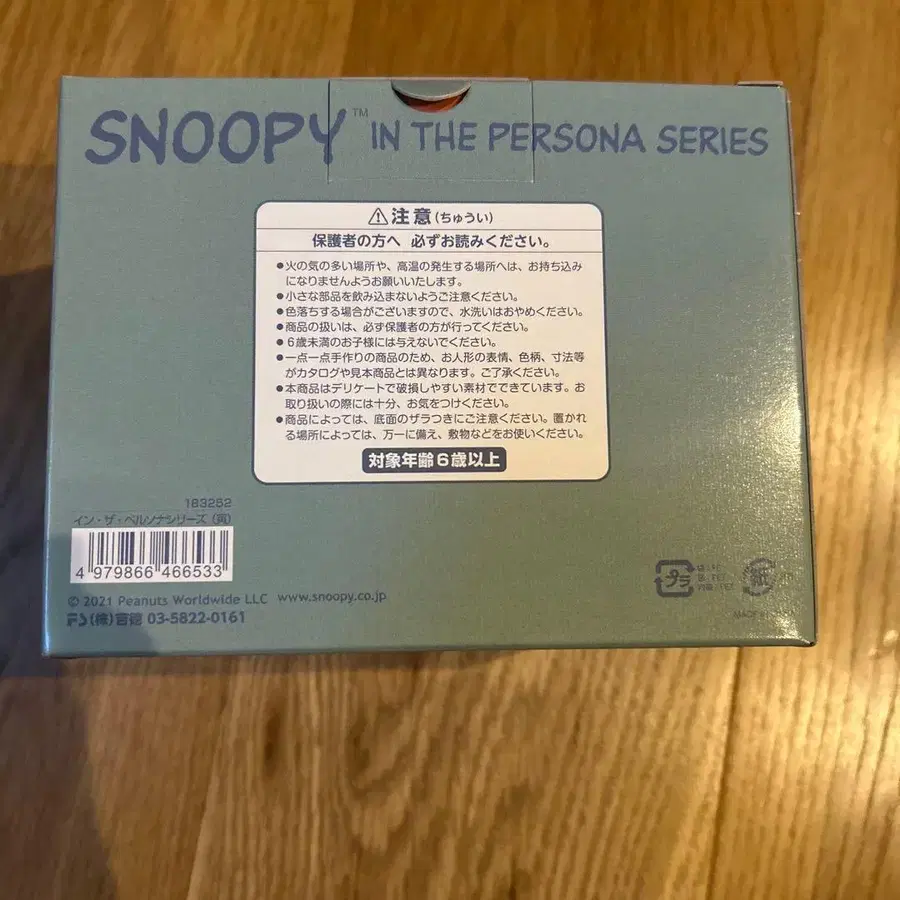 SNOOPY™ IN THE PERSONA SERIES
⚠注意(ちゅうい)
保護者の方へ 必ずお読みください。
●火の気の多い場所や、高温の発生する場所へは、お持ち込み
になりませんようお願いいたします。
●小さな部品を飲み込まないようご注意ください。
●色落ちする場合がございますので、水洗いはおやめください。
●商品の扱いは、必ず保護者の方が行ってください。
●6歳未満のお子様には与えないでください。
●一点一点手作りの商品のため、お人形の表情、色柄、寸法等
がカタログや見本商品とは異なります。ご了承ください。
●本商品はデリケートで破損しやすい素材でできています。お
取り扱いの際には十分、お気をつけください。
●商品によっては、底面のザラつきにご注意ください。置かれ
る場所によっては、万一に備え、敷物などをお使いください。
対象年齢6歳以上
183252
イン・ザ・ペルソナシリーズ(寅)
4 979866 466533
© 2021 Peanuts Worldwide LLC www.snoopy.co.jp
(株)吉徳 03-5822-0161
プラ
紙